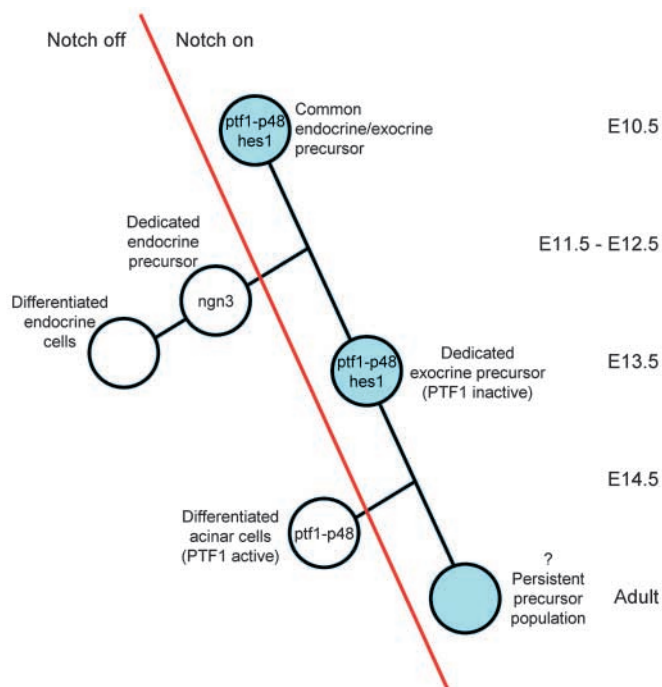 Notch off
Notch on
ptf1-p48
hes1
Common
endocrine/exocrine
precursor
E10.5
E11.5 - E12.5
Dedicated
endocrine
precursor
ngn3
Differentiated
endocrine
cells
ptf1-p48
hes1
Dedicated
exocrine precursor
(PTF1 inactive)
E13.5
E14.5
Differentiated
acinar cells
(PTF1 active)
ptf1-p48
?
Persistent
precursor
population
Adult